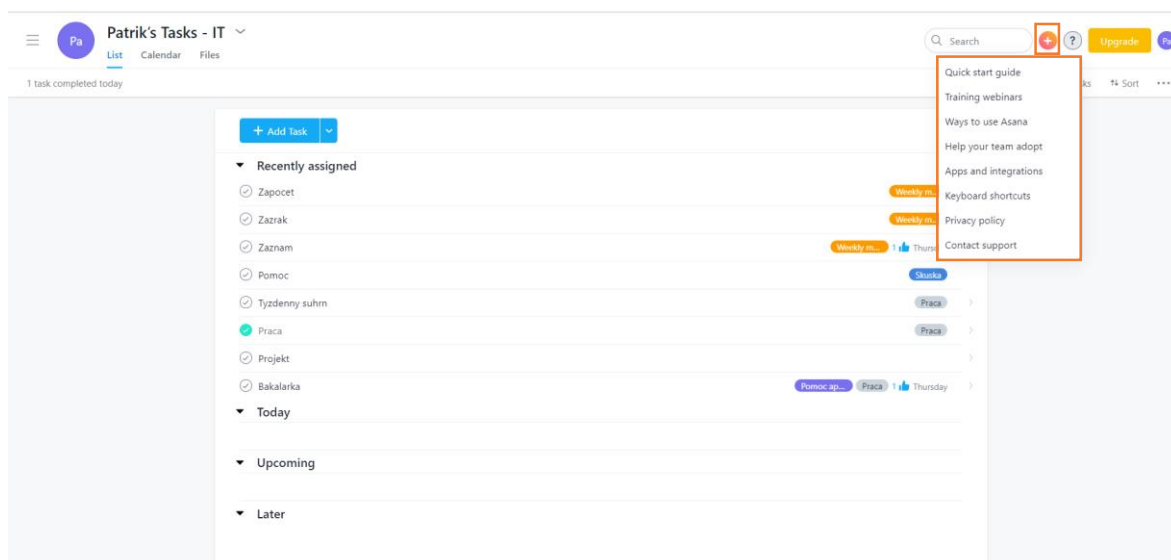 Pa
Patrik's Tasks - IT
List Calendar Files
Search
+
?
Upgrade
Pa
1 task completed today
Sort
Quick start guide
Training webinars
Ways to use Asana
Help your team adopt
Apps and integrations
Keyboard shortcuts
Privacy policy
Contact support
+ Add Task
Recently assigned
Zapocet Weekly m...
Zazrak Weekly m...
Zaznam Weekly m... 1
Pomoc Skuska
Tyzdenny suhrn Praca
Praca Praca
Projekt
Bakalarka Pomoc ap... Praca 1 Thursday
Today
Upcoming
Later